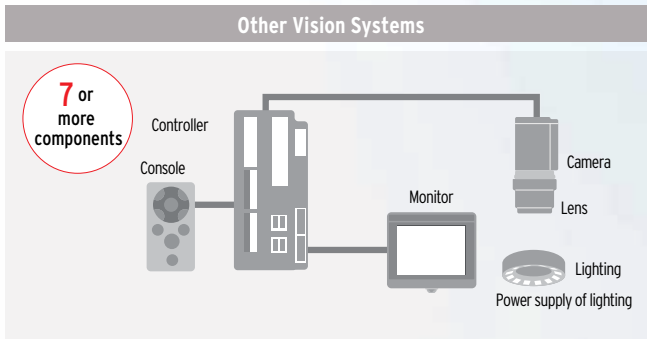 Other Vision Systems
7 or
more
components
Controller
Console
Monitor
Camera
Lens
Lighting
Power supply of lighting